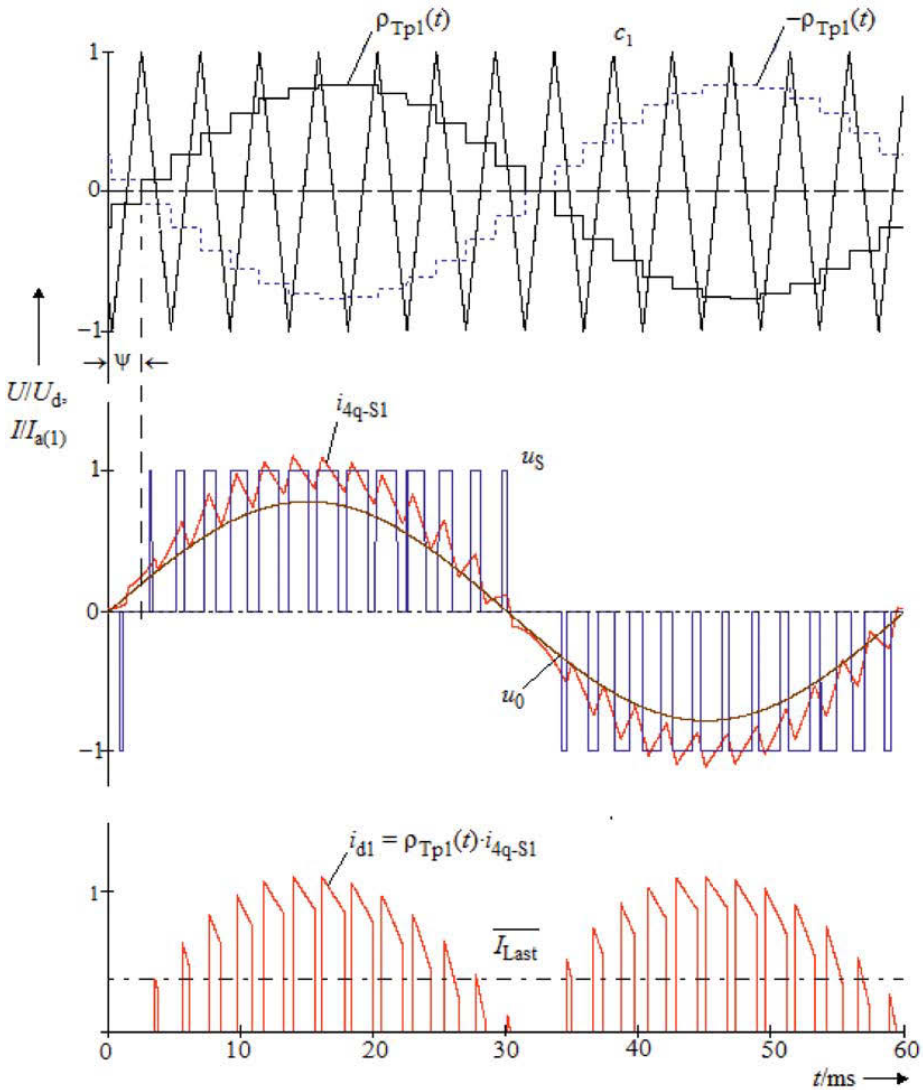 ρTp1(t) c1 −ρTp1(t)
1
0
−1
ψ
U/Ud,
I/Ia(1)
i4q-S1
1
uS
0
u0
−1
id1 = ρTp1(t)·i4q-S1
1
ILast
0 10 20 30 40 50 60
t/ms